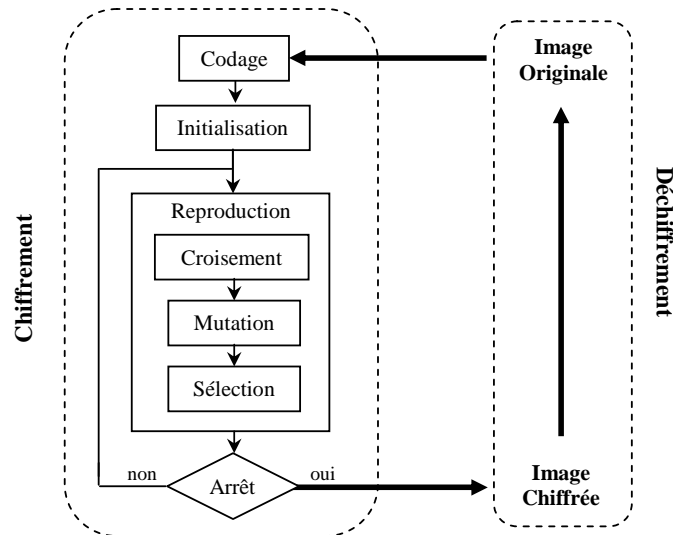 Chiffrement
Codage
Initialisation
Reproduction
Croisement
Mutation
Sélection
non
Arrêt
oui
Image
Originale
Image
Chiffrée
Déchiffrement